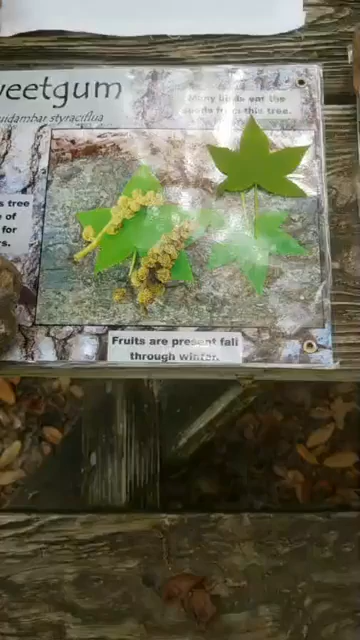 weetgum
uidambar styraciflua
Many birds eat the
seeds from this tree.
s tree
e of
for
rs.
Fruits are present fall
through winter.